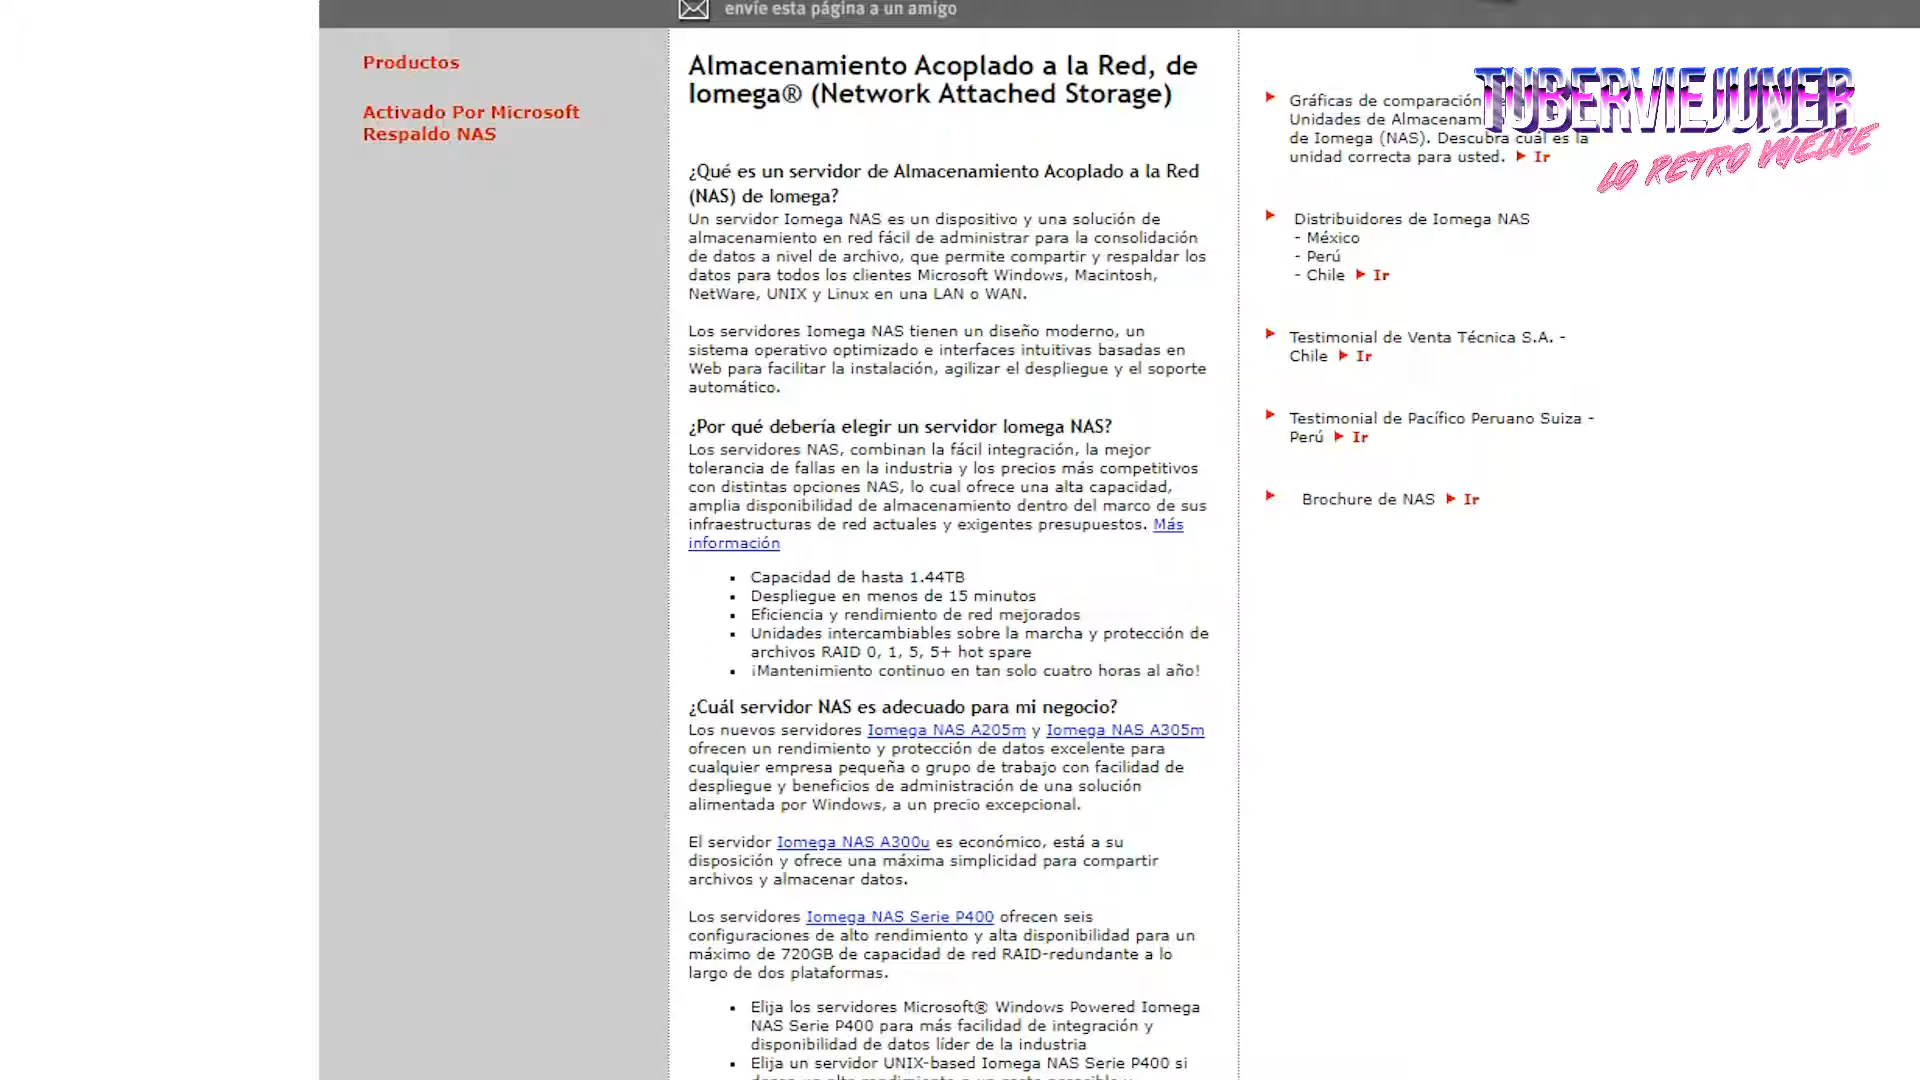 envíe esta página a un amigo
Productos
Activado Por Microsoft
Respaldo NAS
Almacenamiento Acoplado a la Red, de
Iomega® (Network Attached Storage)
¿Qué es un servidor de Almacenamiento Acoplado a la Red
(NAS) de Iomega?
Un servidor Iomega NAS es un dispositivo y una solución de
almacenamiento en red fácil de administrar para la consolidación
de datos a nivel de archivo, que permite compartir y respaldar los
datos para todos los clientes Microsoft Windows, Macintosh,
NetWare, UNIX y Linux en una LAN o WAN.
Los servidores Iomega NAS tienen un diseño moderno, un
sistema operativo optimizado e interfaces intuitivas basadas en
Web para facilitar la instalación, agilizar el despliegue y el soporte
automático.
¿Por qué debería elegir un servidor Iomega NAS?
Los servidores NAS, combinan la fácil integración, la mejor
tolerancia de fallas en la industria y los precios más competitivos
con distintas opciones NAS, lo cual ofrece una alta capacidad,
amplia disponibilidad de almacenamiento dentro del marco de sus
infraestructuras de red actuales y exigentes presupuestos. Más
información
▪ Capacidad de hasta 1.44TB
▪ Despliegue en menos de 15 minutos
▪ Eficiencia y rendimiento de red mejorados
▪ Unidades intercambiables sobre la marcha y protección de
archivos RAID 0, 1, 5, 5+ hot spare
▪ ¡Mantenimiento continuo en tan solo cuatro horas al año!
¿Cuál servidor NAS es adecuado para mi negocio?
Los nuevos servidores Iomega NAS A205m y Iomega NAS A305m
ofrecen un rendimiento y protección de datos excelente para
cualquier empresa pequeña o grupo de trabajo con facilidad de
despliegue y beneficios de administración de una solución
alimentada por Windows, a un precio excepcional.
El servidor Iomega NAS A300u es económico, está a su
disposición y ofrece una máxima simplicidad para compartir
archivos y almacenar datos.
Los servidores Iomega NAS Serie P400 ofrecen seis
configuraciones de alto rendimiento y alta disponibilidad para un
máximo de 720GB de capacidad de red RAID-redundante a lo
largo de dos plataformas.
▪ Elija los servidores Microsoft® Windows Powered Iomega
NAS Serie P400 para más facilidad de integración y
disponibilidad de datos líder de la industria
▪ Elija un servidor UNIX-based Iomega NAS Serie P400 si
Gráficas de comparación
Unidades de
de Iomega (NAS). Descubra cuál es la
unidad correcta para usted. Ir
Distribuidores de Iomega NAS
- México
- Perú
- Chile Ir
Testimonial de Venta Técnica S.A. -
Chile Ir
Testimonial de Pacífico Peruano Suiza -
Perú Ir
Brochure de NAS Ir
TUBERVIEJUNER
LO RETRO VUELVE